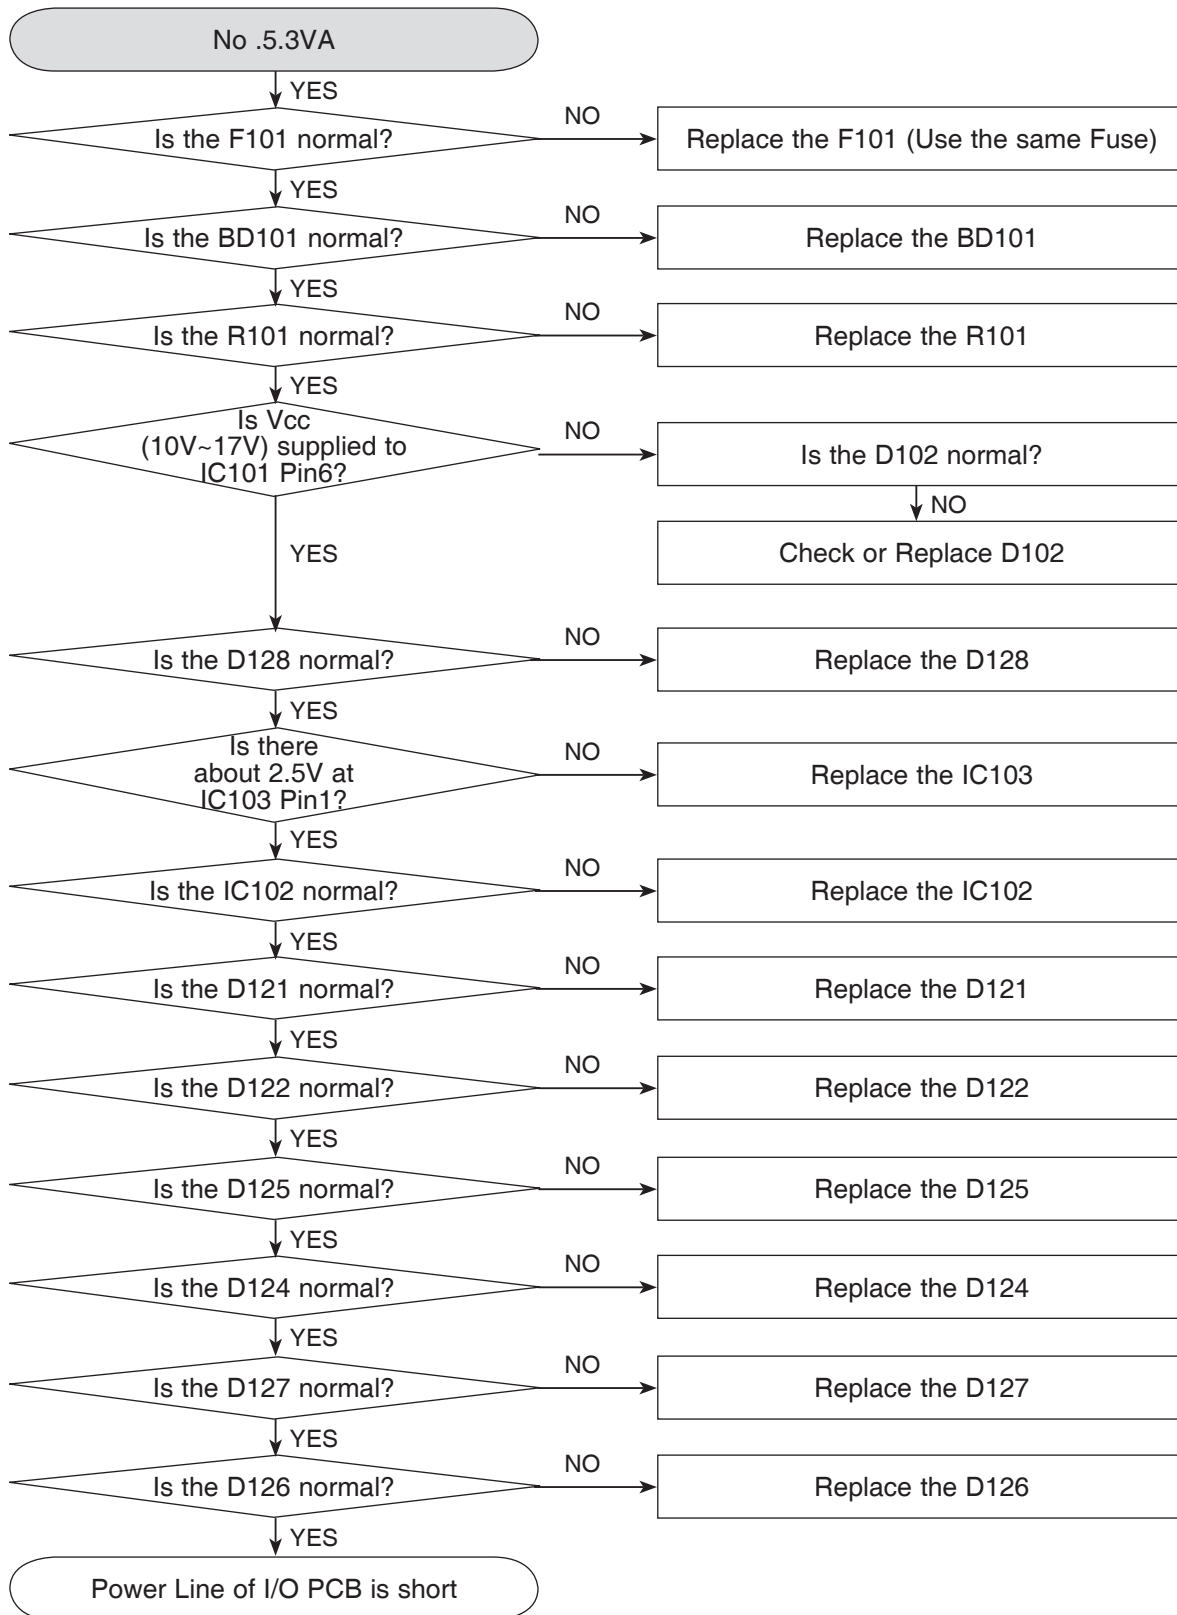 No .5.3VA
YES
Is the F101 normal?
NO
Replace the F101 (Use the same Fuse)
YES
Is the BD101 normal?
NO
Replace the BD101
YES
Is the R101 normal?
NO
Replace the R101
YES
Is Vcc
(10V~17V) supplied to
IC101 Pin6?
NO
Is the D102 normal?
NO
Check or Replace D102
YES
Is the D128 normal?
NO
Replace the D128
YES
Is there
about 2.5V at
IC103 Pin1?
NO
Replace the IC103
YES
Is the IC102 normal?
NO
Replace the IC102
YES
Is the D121 normal?
NO
Replace the D121
YES
Is the D122 normal?
NO
Replace the D122
YES
Is the D125 normal?
NO
Replace the D125
YES
Is the D124 normal?
NO
Replace the D124
YES
Is the D127 normal?
NO
Replace the D127
YES
Is the D126 normal?
NO
Replace the D126
YES
Power Line of I/O PCB is short